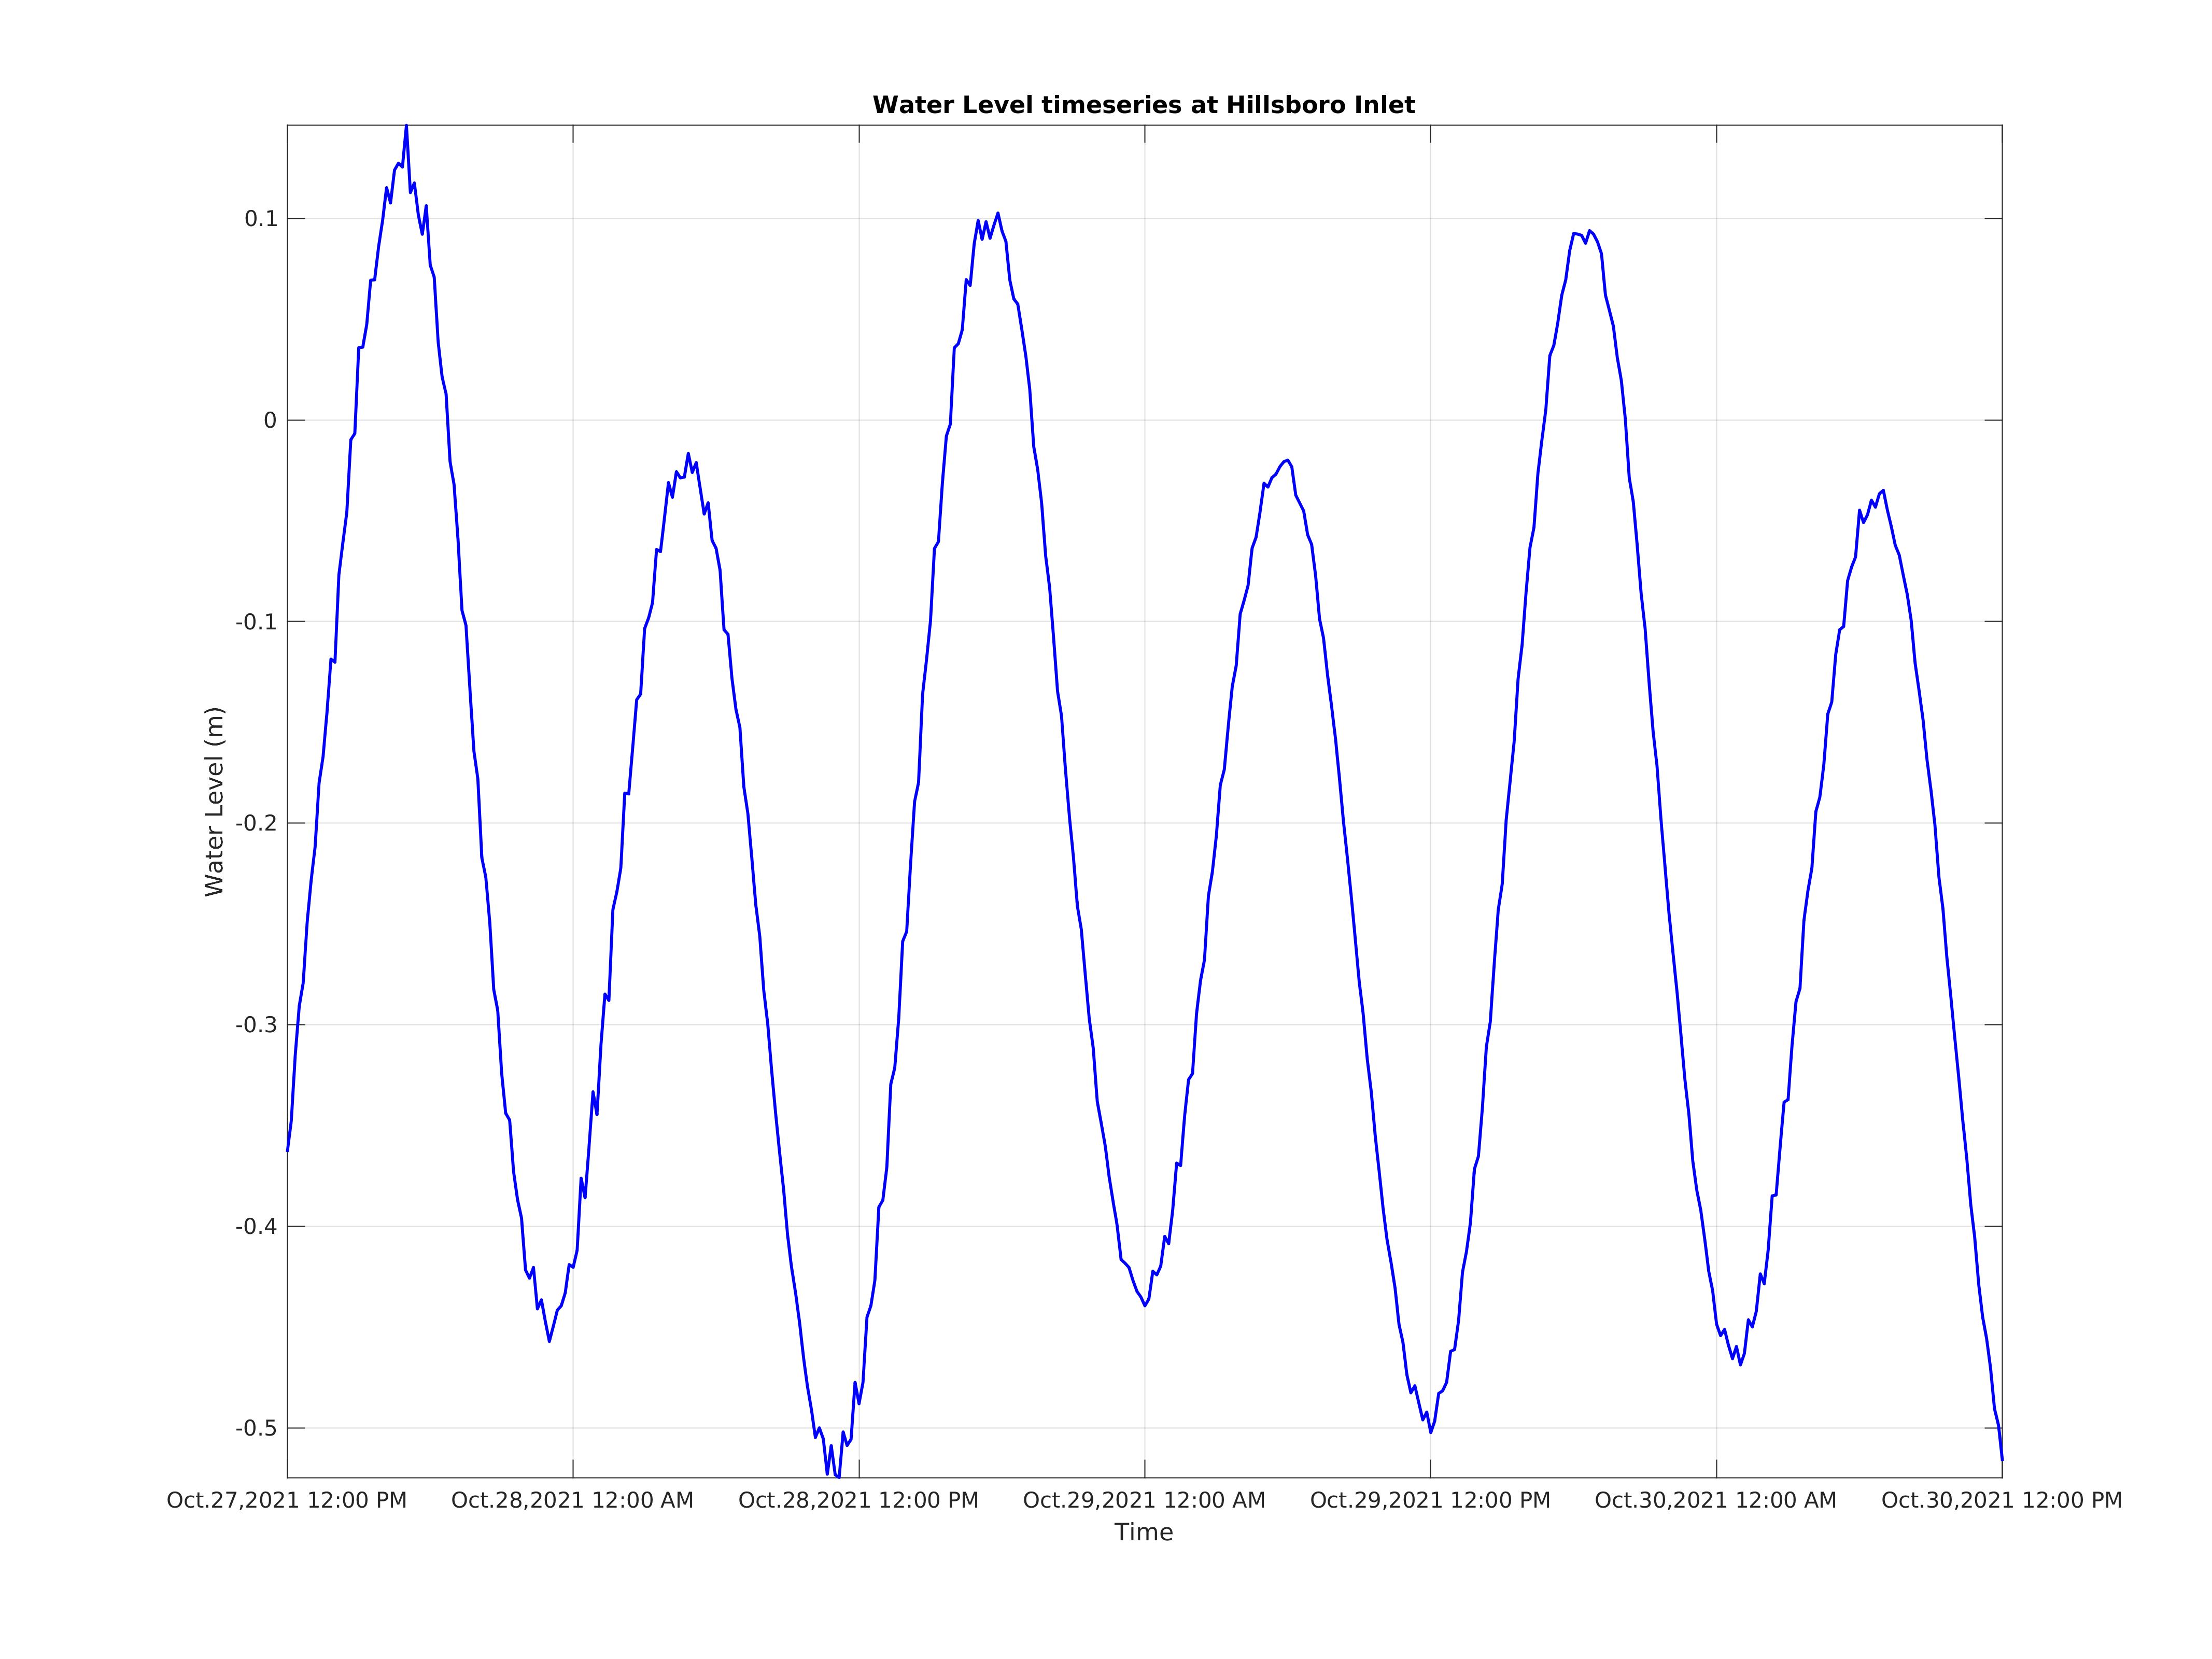 Water Level timeseries at Hillsboro Inlet
0.1
0
-0.1
-0.2
-0.3
-0.4
-0.5
Water Level (m)
Oct.27,2021 12:00 PM Oct.28,2021 12:00 AM Oct.28,2021 12:00 PM Oct.29,2021 12:00 AM Oct.29,2021 12:00 PM Oct.30,2021 12:00 AM Oct.30,2021 12:00 PM
Time